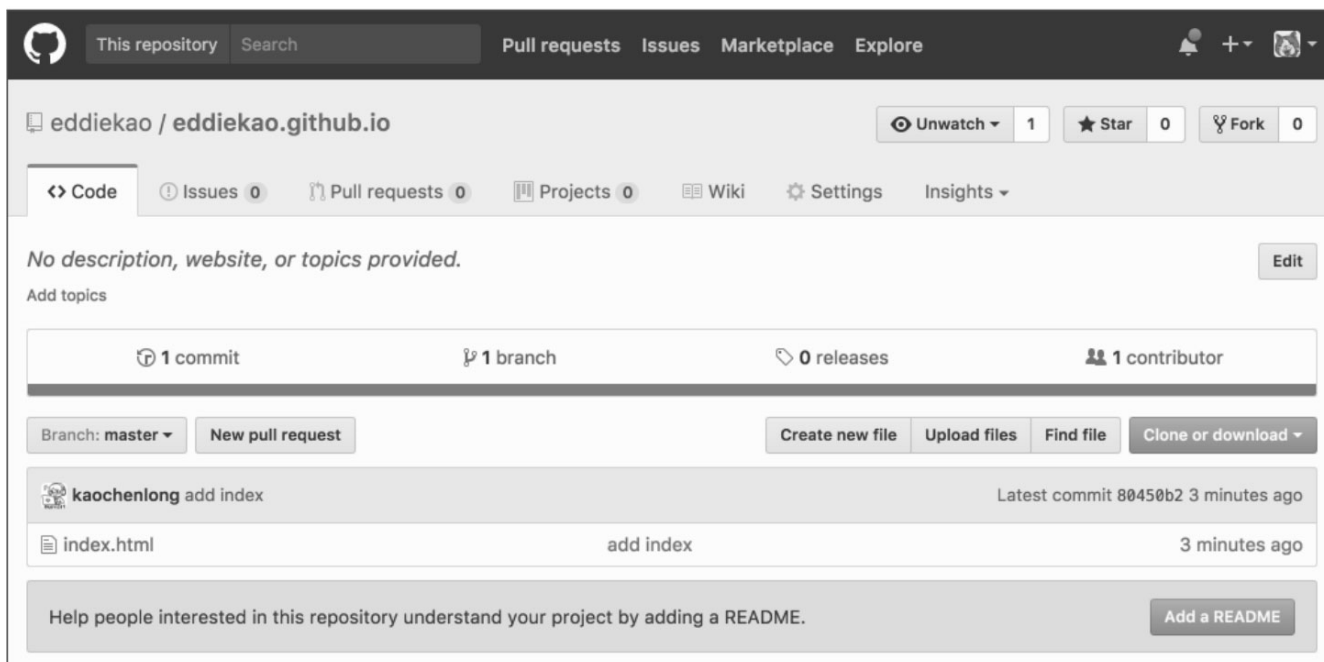 This repository Search Pull requests Issues Marketplace Explore
eddiekao / eddiekao.github.io Unwatch 1 Star 0 Fork 0
Code Issues 0 Pull requests 0 Projects 0 Wiki Settings Insights
No description, website, or topics provided. Edit
Add topics
1 commit 1 branch 0 releases 1 contributor
Branch: master New pull request Create new file Upload files Find file Clone or download
kaochenlong add index Latest commit 80450b2 3 minutes ago
index.html add index 3 minutes ago
Help people interested in this repository understand your project by adding a README. Add a README